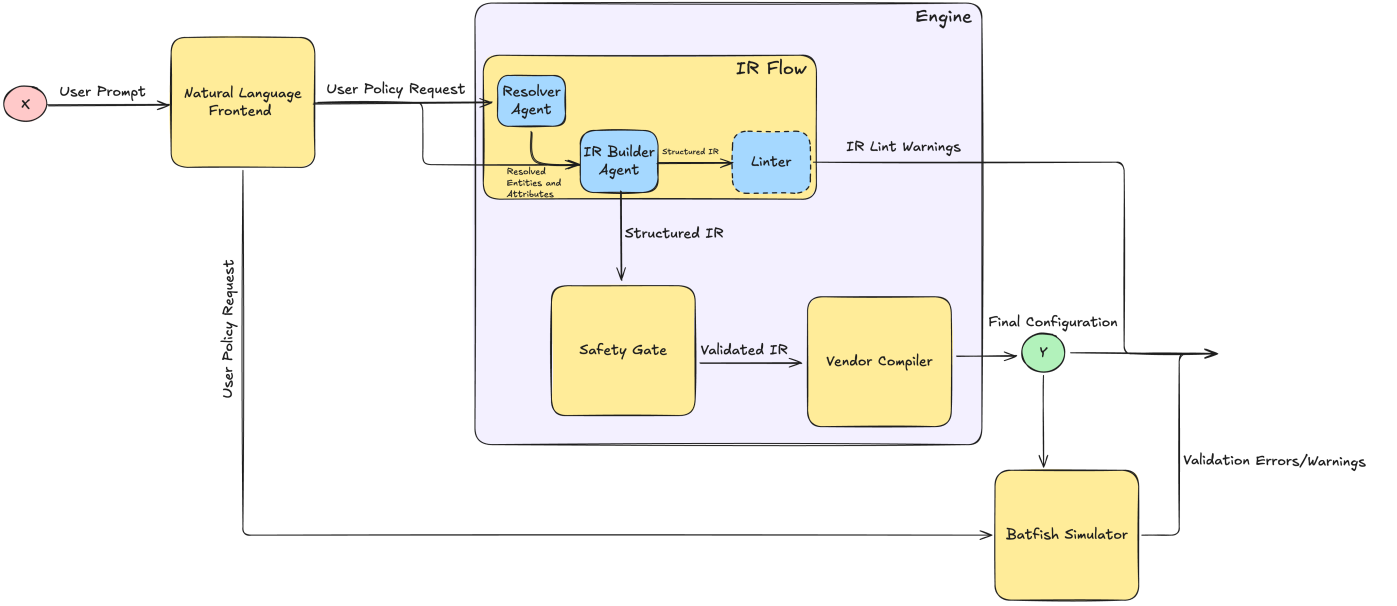 Engine
IR Flow
X
User Prompt
Natural Language
Frontend
User Policy Request
Resolver
Agent
Resolved
Entities and
Attributes
IR Builder
Agent
Structured IR
Linter
IR Lint Warnings
Structured IR
User Policy Request
Safety Gate
Validated IR
Vendor Compiler
Final Configuration
Y
Validation Errors/Warnings
Batfish Simulator